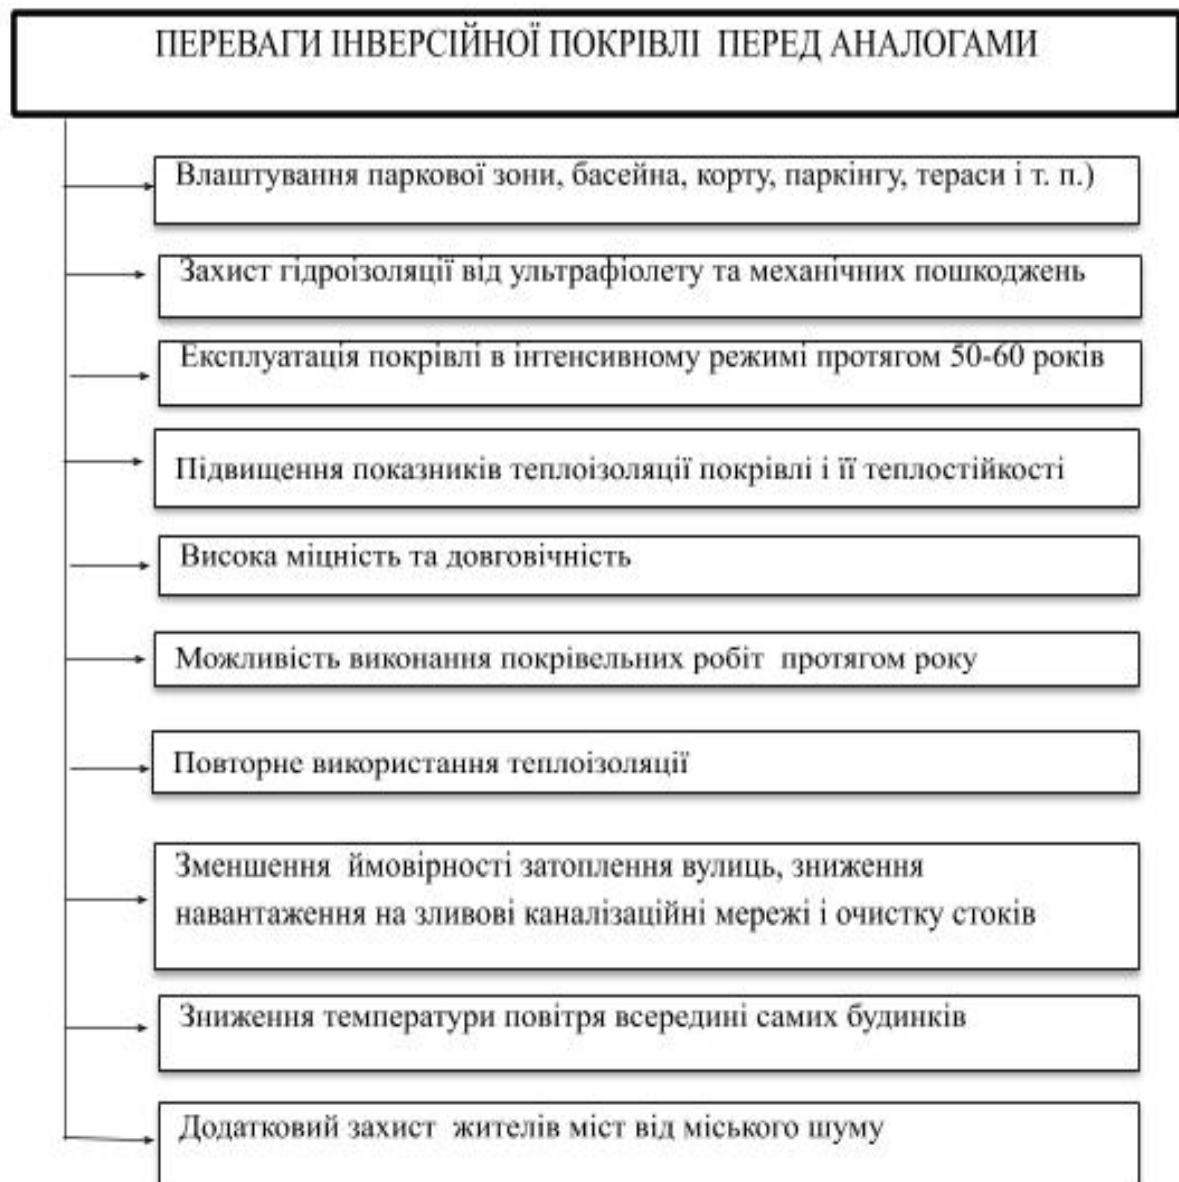 ПЕРЕВАГИ ІНВЕРСІЙНОЇ ПОКРІВЛІ ПЕРЕД АНАЛОГАМИ
Влаштування паркової зони, басейна, корту, паркінгу, тераси і т. п.)
Захист гідроізоляції від ультрафіолету та механічних пошкоджень
Експлуатація покрівлі в інтенсивному режимі протягом 50-60 років
Підвищення показників теплоізоляції покрівлі і її теплостійкості
Висока міцність та довговічність
Можливість виконання покрівельних робіт протягом року
Повторне використання теплоізоляції
Зменшення ймовірності затоплення вулиць, зниження
навантаження на зливові каналізаційні мережі і очистку стоків
Зниження температури повітря всередині самих будинків
Додатковий захист жителів міст від міського шуму